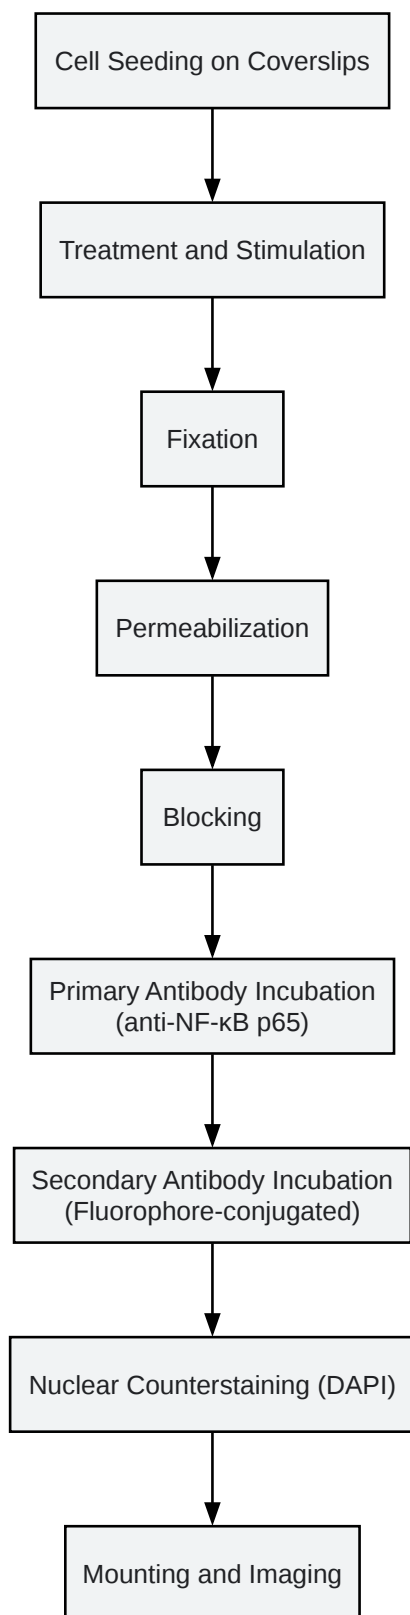 Cell Seeding on Coverslips
Treatment and Stimulation
Fixation
Permeabilization
Blocking
Primary Antibody Incubation
(anti-NF-κB p65)
Secondary Antibody Incubation
(Fluorophore-conjugated)
Nuclear Counterstaining (DAPI)
Mounting and Imaging